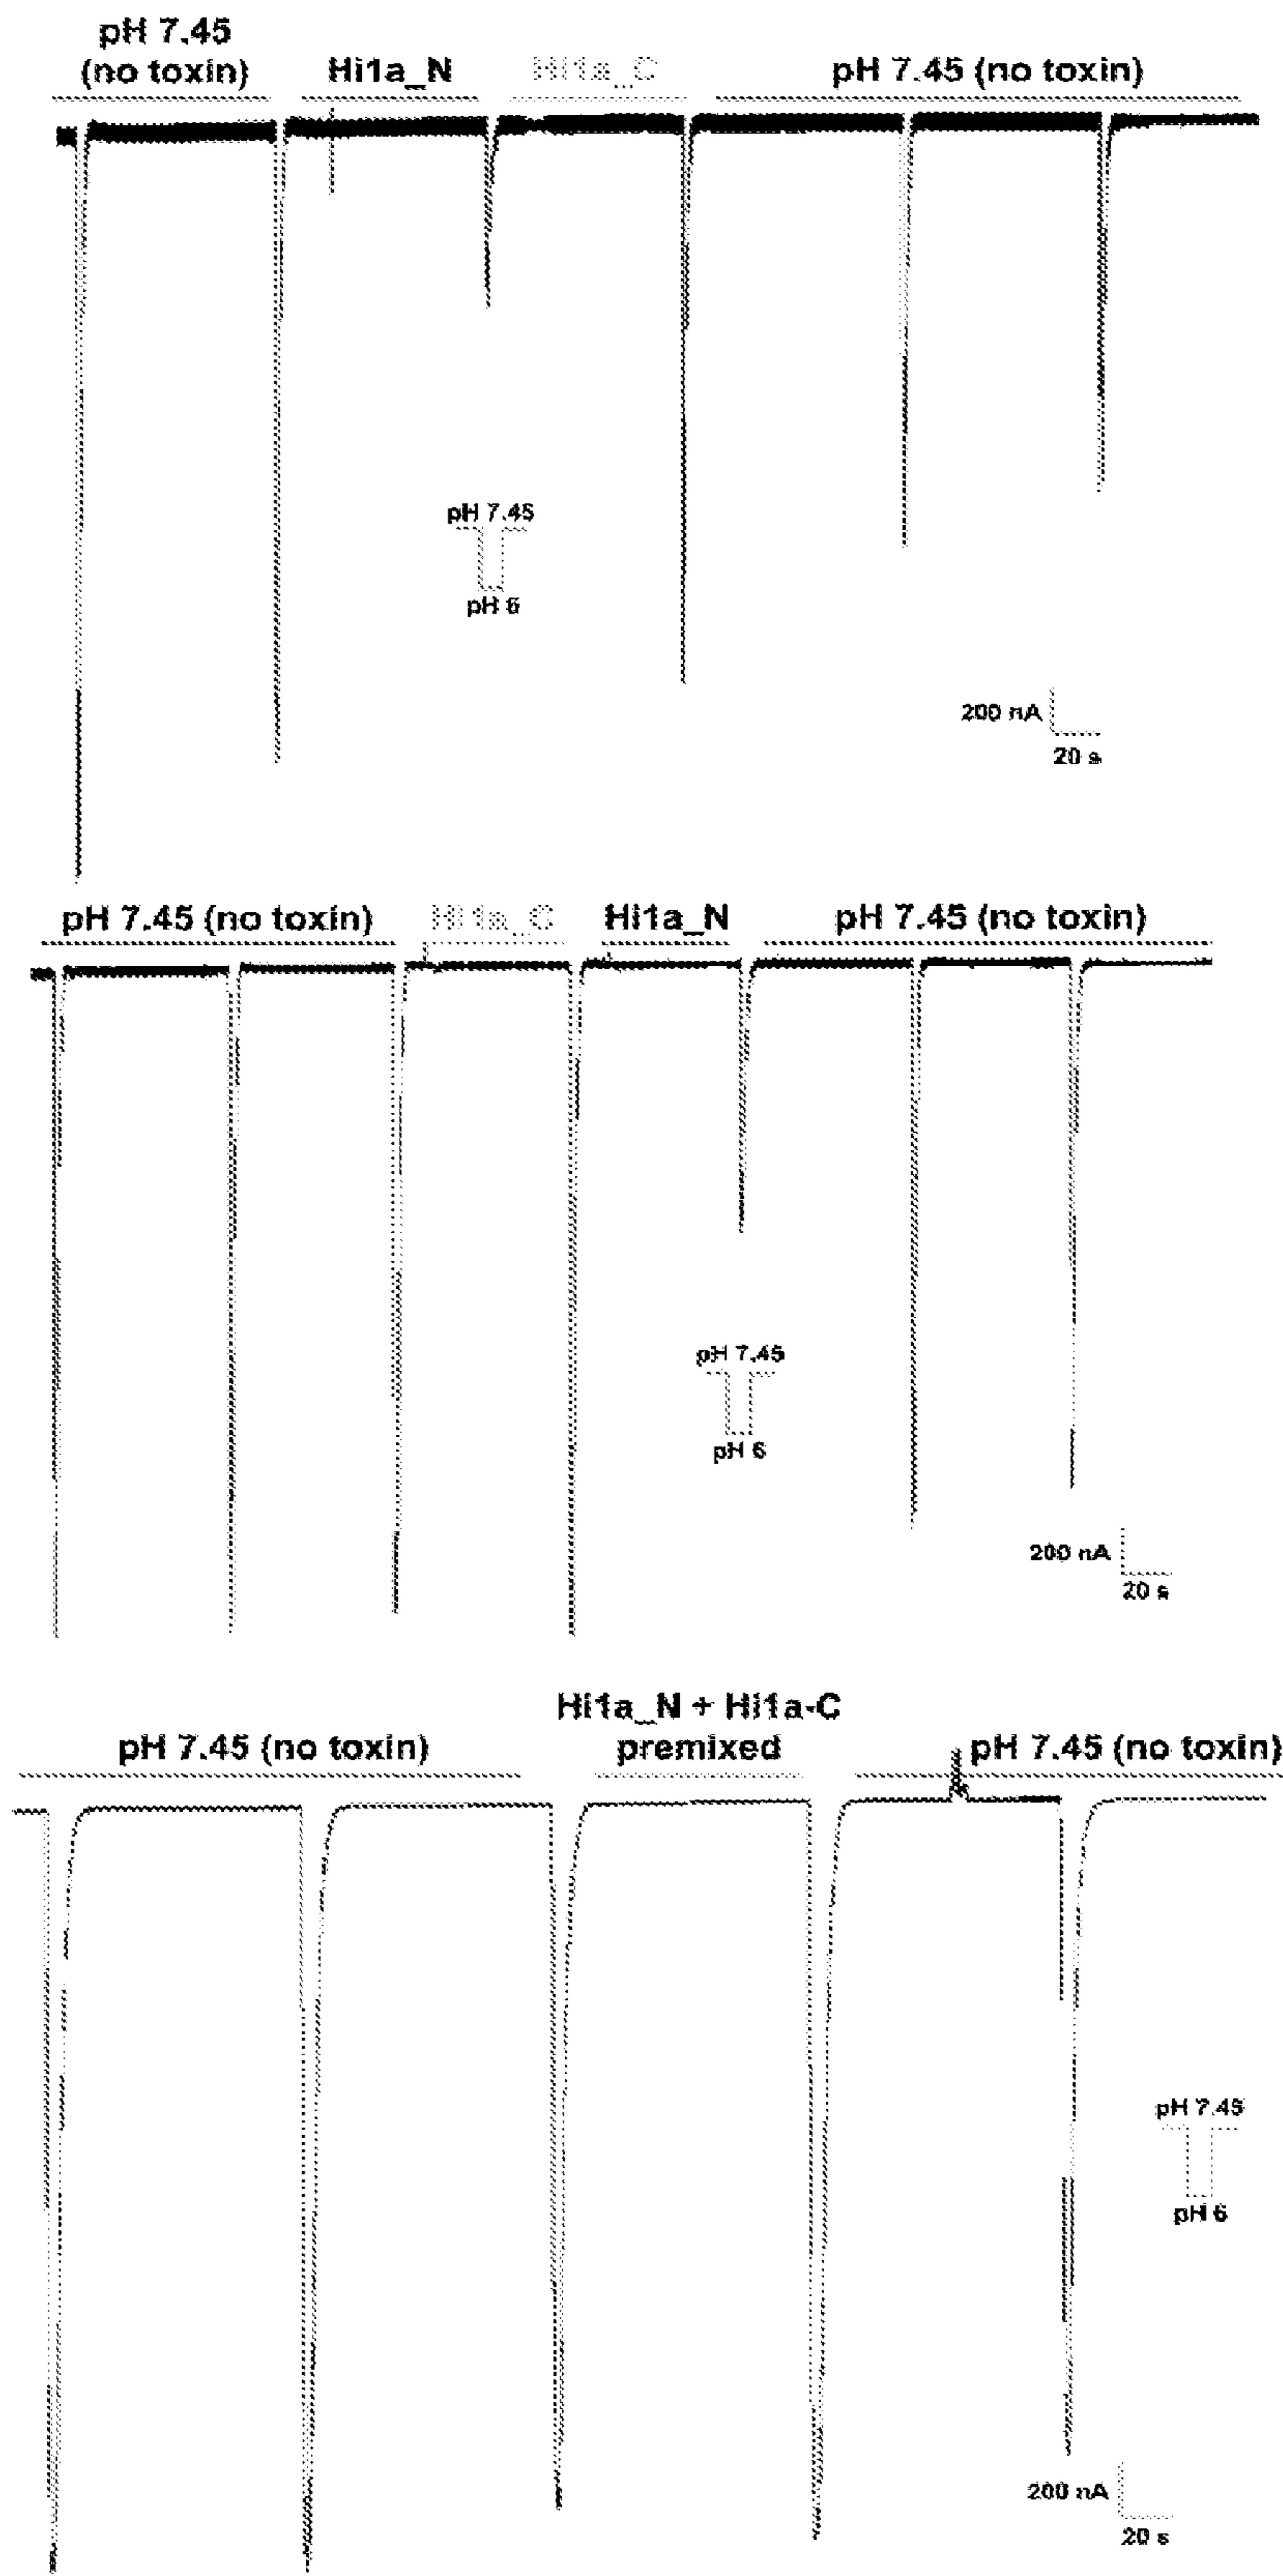 pH 7.45
(no toxin)
Hi1a_N
Hi1a_C
pH 7.45 (no toxin)
pH 7.45
pH 6
200 nA
20 s
pH 7.45 (no toxin)
Hi1a_C
Hi1a_N
pH 7.45 (no toxin)
pH 7.45
pH 6
200 nA
20 s
Hi1a_N + Hi1a-C
premixed
pH 7.45 (no toxin)
pH 7.45 (no toxin)
pH 7.45
pH 6
200 nA
20 s